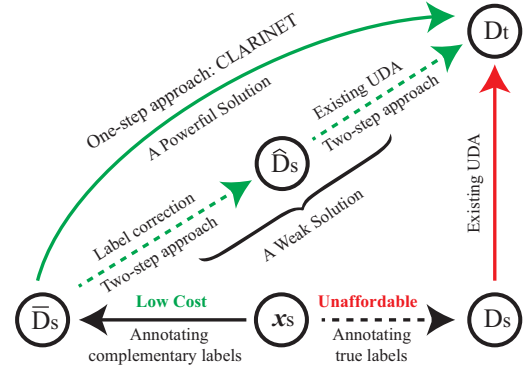 Dt
One-step approach: CLARINET
A Powerful Solution
Existing UDA
Two-step approach
D̂s
Label correction
Two-step approach
A Weak Solution
Existing UDA
D̅s
Low Cost
Annotating
complementary labels
xs
Unaffordable
Annotating
true labels
Ds